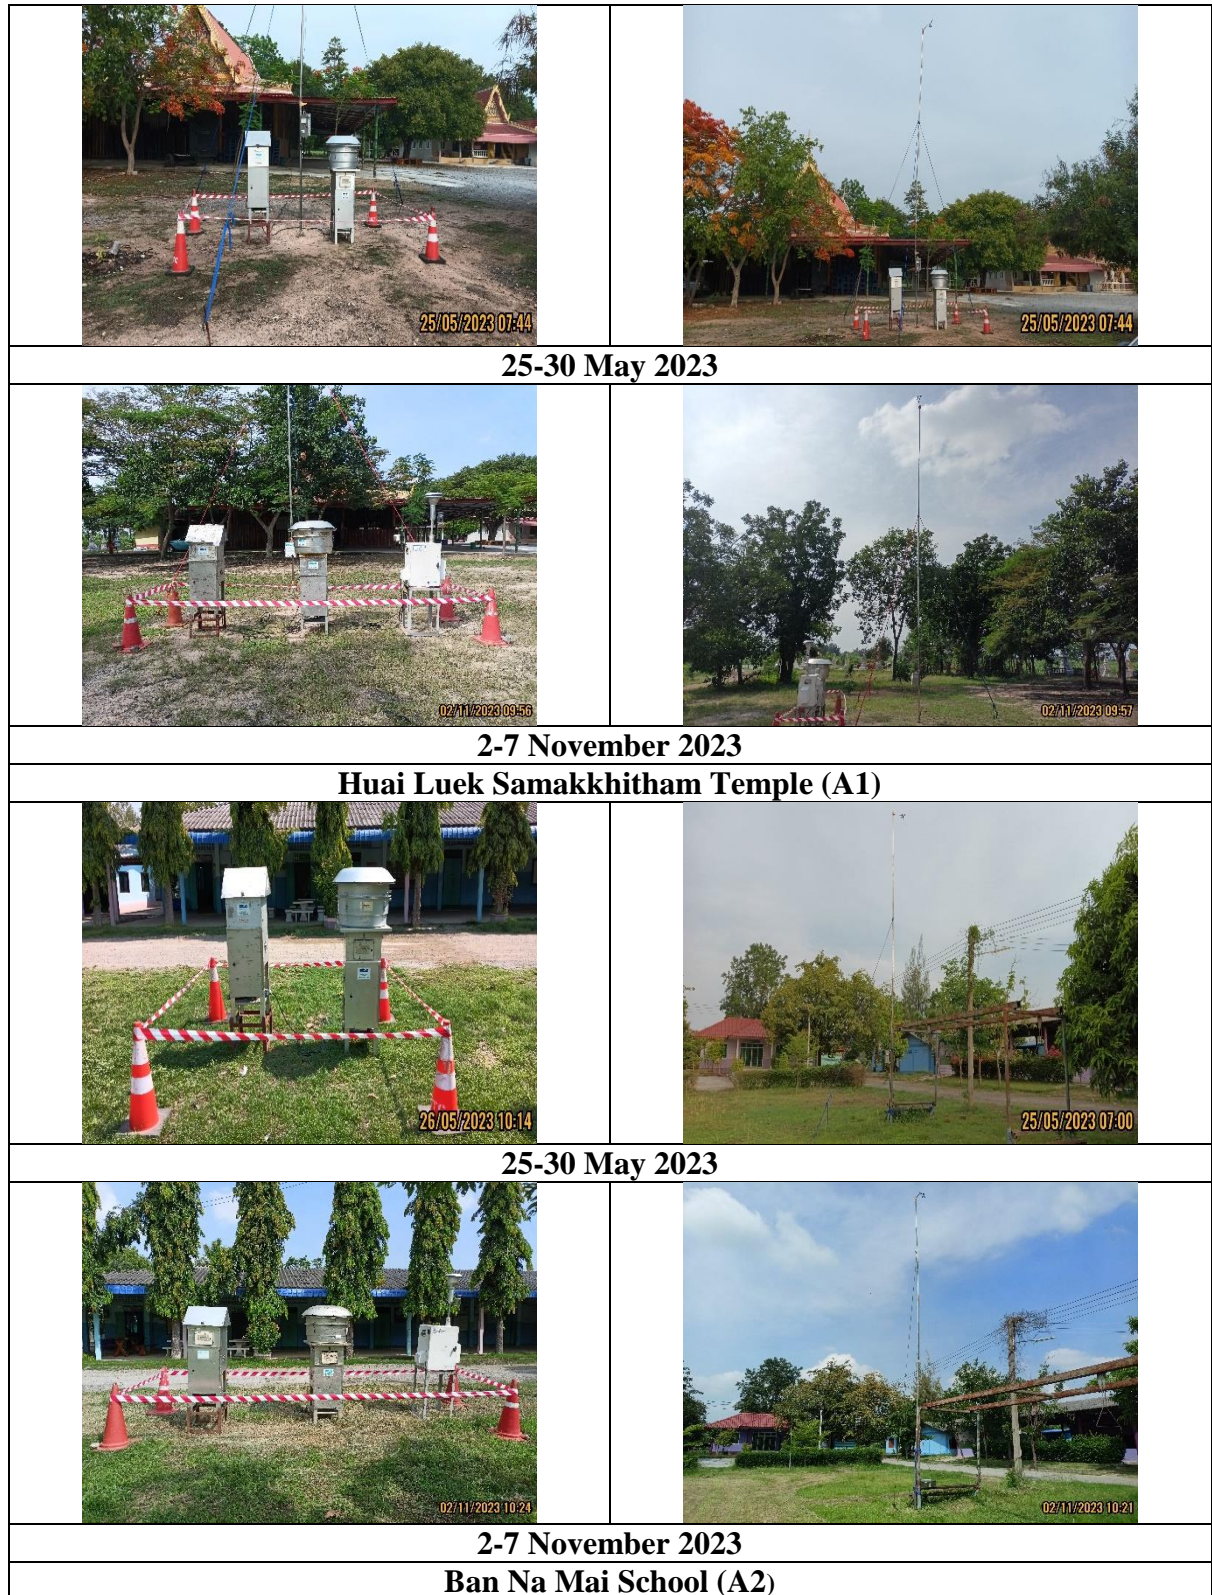 25/05/2023 07:44
25/05/2023 07:44
25-30 May 2023
02/11/2023 09:56
02/11/2023 09:57
2-7 November 2023
Huai Luek Samakkhitham Temple (A1)
26/05/2023 10:14
25/05/2023 07:00
25-30 May 2023
02/11/2023 10:24
02/11/2023 10:21
2-7 November 2023
Ban Na Mai School (A2)